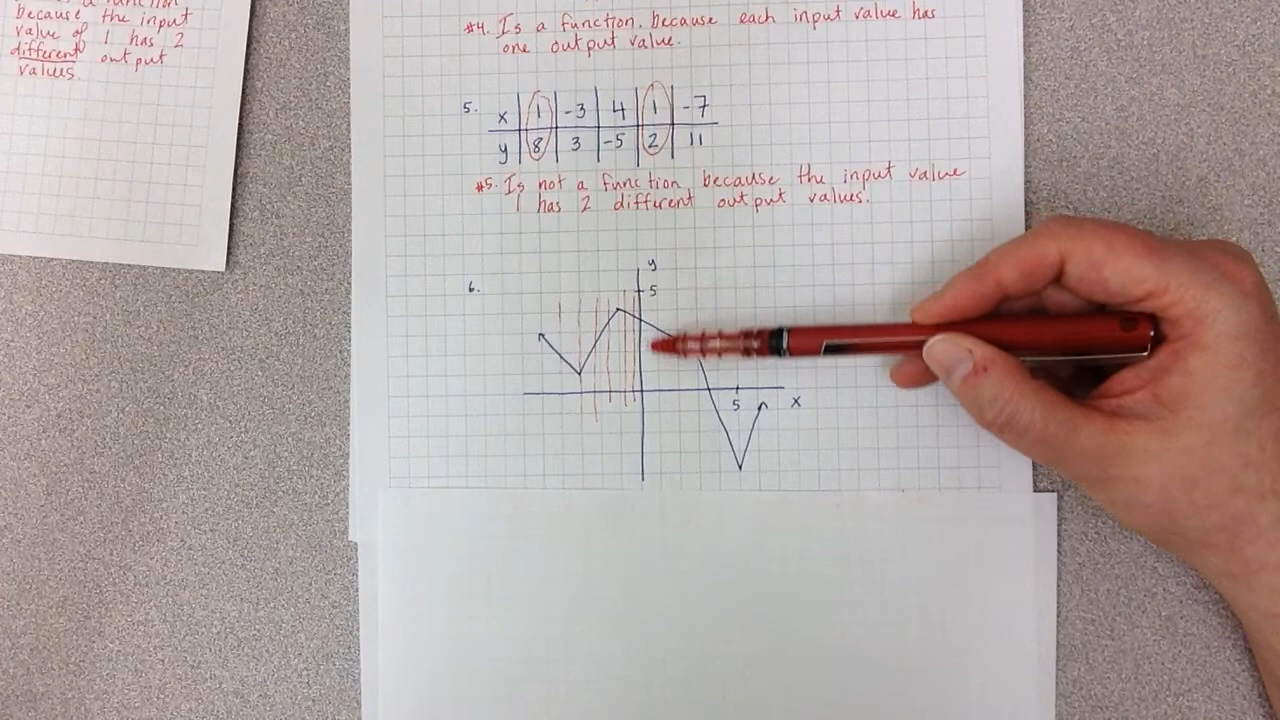 because the input
value of 1 has 2
different output
values.
#4. Is a function. because each input value has
one output value.
5.
x 1 -3 4 1 -7
y 8 3 -5 2 11
#5. Is not a function because the input value
1 has 2 different output values.
6.
y
5
5
x